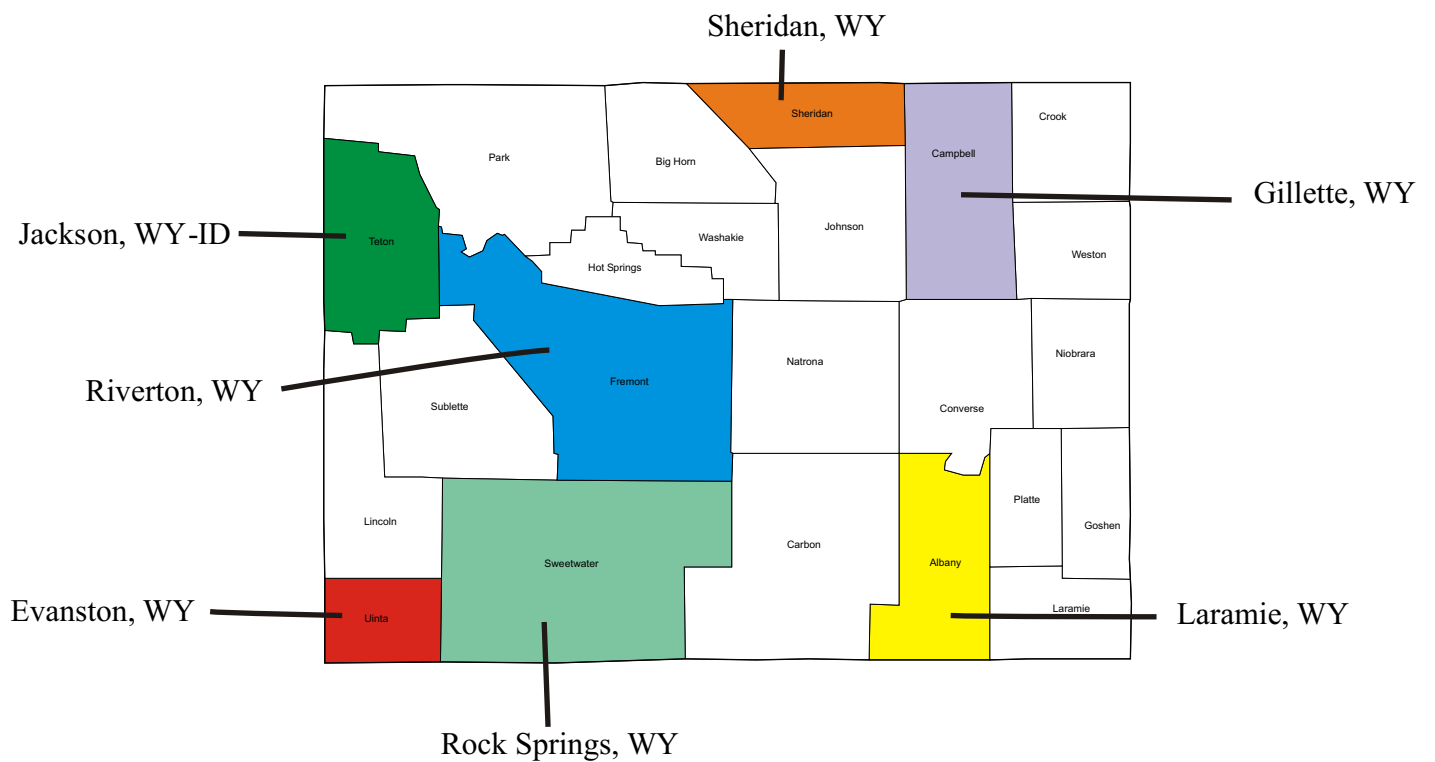 Sheridan, WY
Sheridan
Crook
Campbell
Park
Big Horn
Gillette, WY
Jackson, WY-ID
Teton
Washakie
Johnson
Weston
Hot Springs
Riverton, WY
Fremont
Natrona
Niobrara
Sublette
Converse
Lincoln
Platte
Goshen
Carbon
Sweetwater
Albany
Evanston, WY
Uinta
Laramie
Laramie, WY
Rock Springs, WY